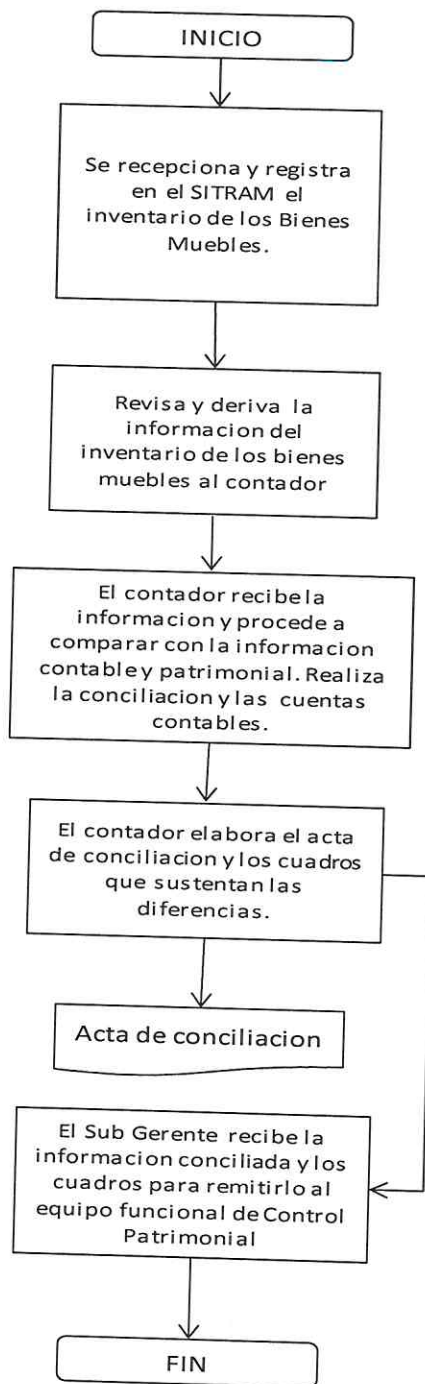 INICIO
Se recepciona y registra
en el SITRAM el
inventario de los Bienes
Muebles.
Revisa y deriva la
informacion del
inventario de los bienes
muebles al contador
El contador recibe la
informacion y procede a
comparar con la informacion
contable y patrimonial. Realiza
la conciliacion y las cuentas
contables.
El contador elabora el acta
de conciliacion y los cuadros
que sustentan las
diferencias.
Acta de conciliacion
El Sub Gerente recibe la
informacion conciliada y los
cuadros para remitirlo al
equipo funcional de Control
Patrimonial
FIN